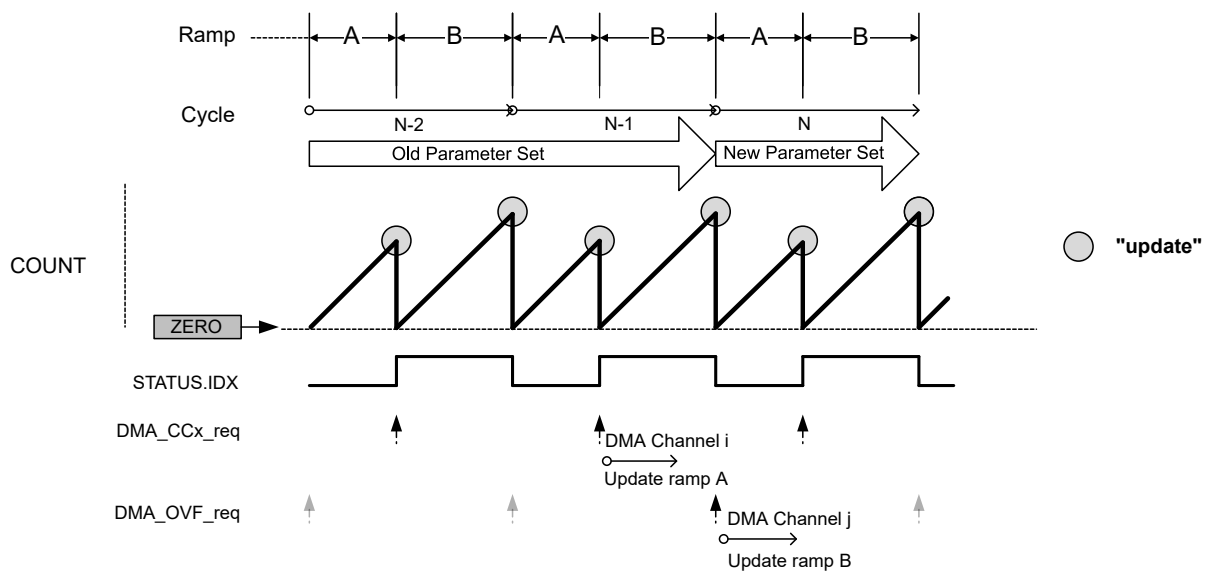 Ramp A B A B A B
Cycle
N-2 N-1 N
Old Parameter Set New Parameter Set
COUNT
"update"
ZERO
STATUS.IDX
DMA_CCx_req
DMA Channel i
Update ramp A
DMA_OVF_req
DMA Channel j
Update ramp B